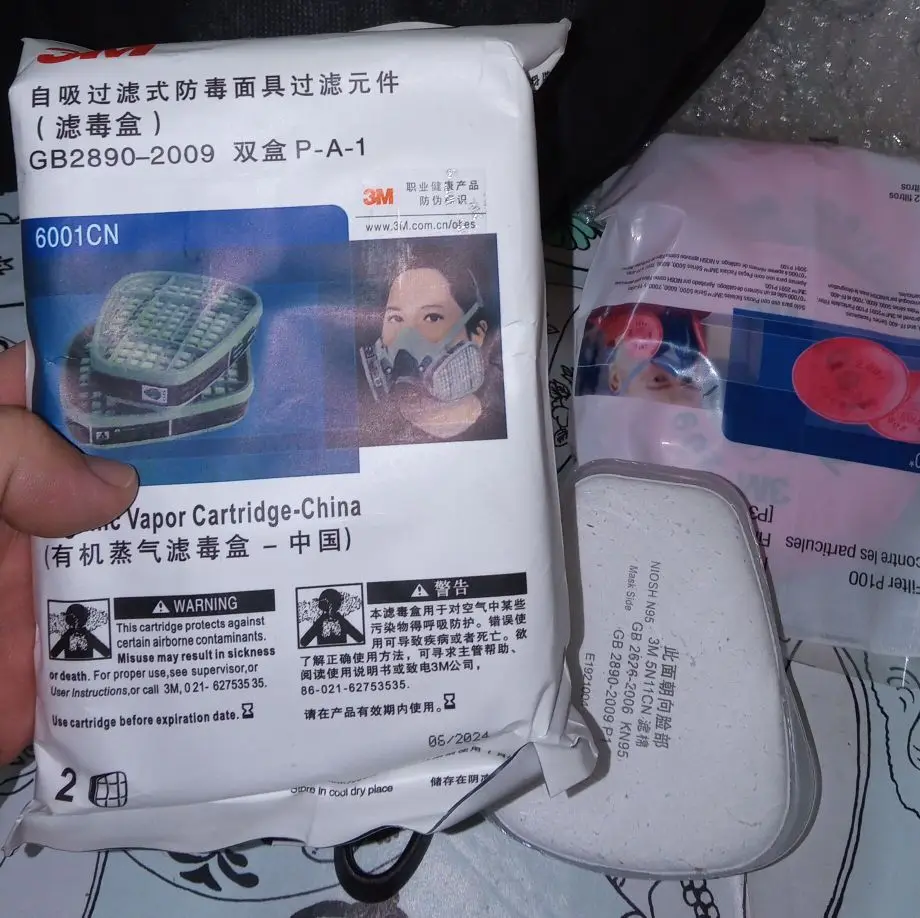 3M
自吸过滤式防毒面具过滤元件
(滤毒盒)
GB2890–2009 双盒 P-A-1
3M 职业健康产品
防伪标识
www.3M.com.cn/ohes
6001CN
Vapor Cartridge-China
(有机蒸气滤毒盒 – 中国)
WARNING
This cartridge protects against
certain airborne contaminants.
Misuse may result in sickness
or death. For proper use,see supervisor,or
User Instructions,or call 3M, 021- 62753535.
Use cartridge before expiration date.
警告
本滤毒盒用于对空气中某些
污染物得呼吸防护。错误使
用可导致疾病或者死亡。欲
了解正确使用方法，可寻求主管帮助、
阅读使用说明书或致电3M公司，
86-021-62753535.
请在产品有效期内使用。
06/2024
2
Store in cool dry place
储存在阴凉
此面朝向脸部
NIOSH N95 3M 5N11CN 滤棉
Mask Side GB 2626-2006 KN95
GB 2890-2009 P1
E1921001
2 filtros
3M
[P3
contre les particules
Filter P100